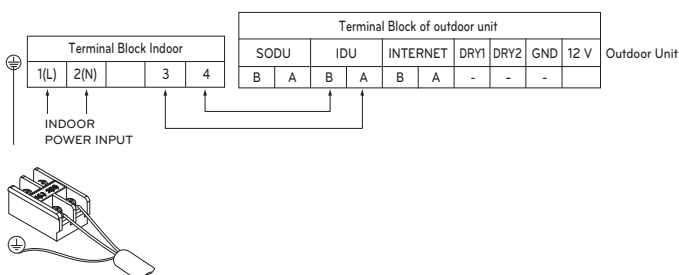 Terminal Block of outdoor unit
Terminal Block Indoor
SODU IDU INTERNET DRY1 DRY2 GND 12 V Outdoor Unit
1(L) 2(N) 3 4
B A B A B A - - -
INDOOR
POWER INPUT